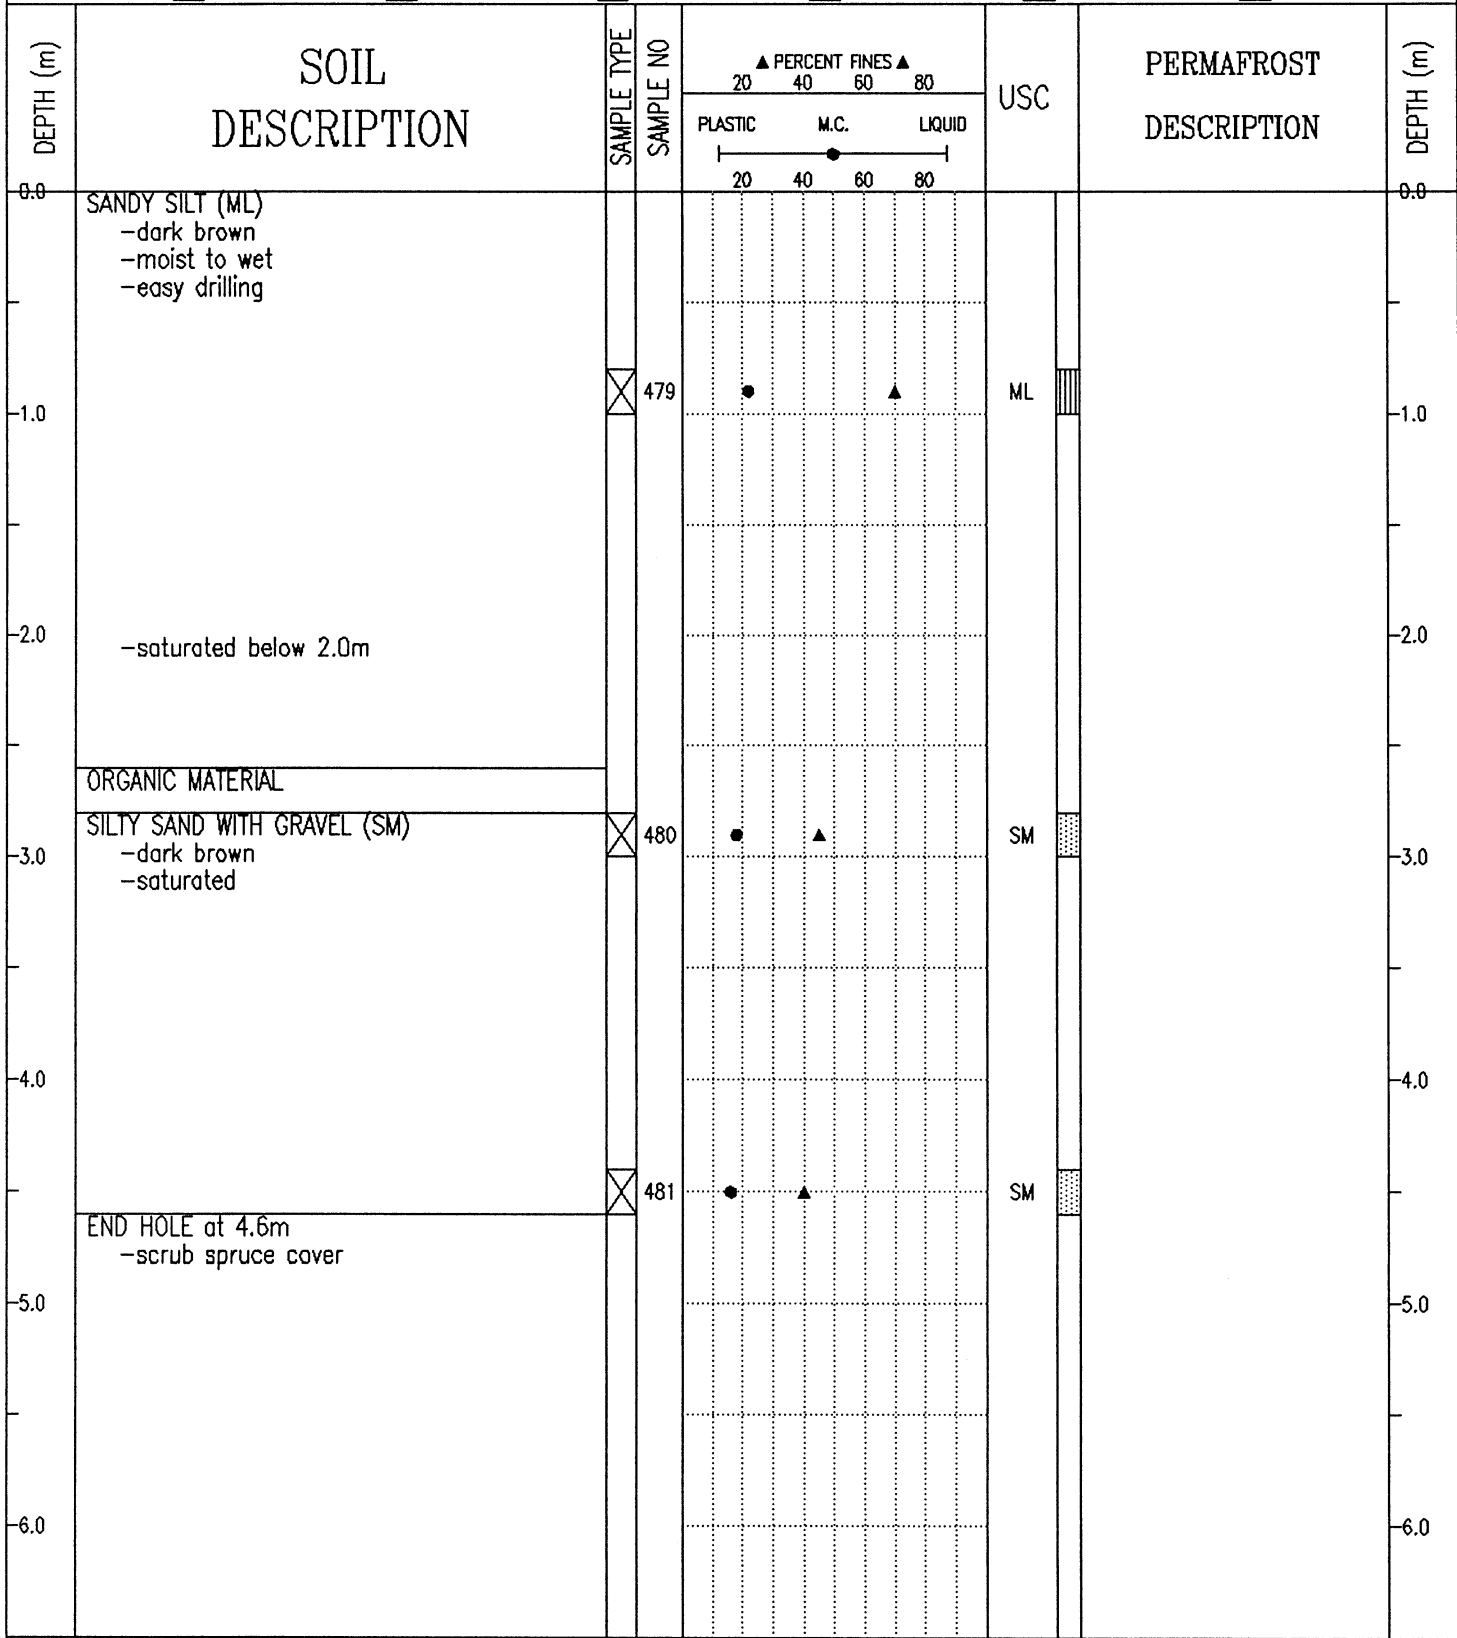 DEPTH (m)
SOIL
DESCRIPTION
SAMPLE TYPE
SAMPLE NO
▲ PERCENT FINES ▲
20 40 60 80
PLASTIC M.C. LIQUID
20 40 60 80
USC
PERMAFROST
DESCRIPTION
DEPTH (m)
0.0 0.0
SANDY SILT (ML)
-dark brown
-moist to wet
-easy drilling
479 ML
1.0 1.0
2.0 2.0
-saturated below 2.0m
ORGANIC MATERIAL
SILTY SAND WITH GRAVEL (SM)
480 SM
-dark brown
3.0 3.0
-saturated
4.0 4.0
481 SM
END HOLE at 4.6m
-scrub spruce cover
5.0 5.0
6.0 6.0